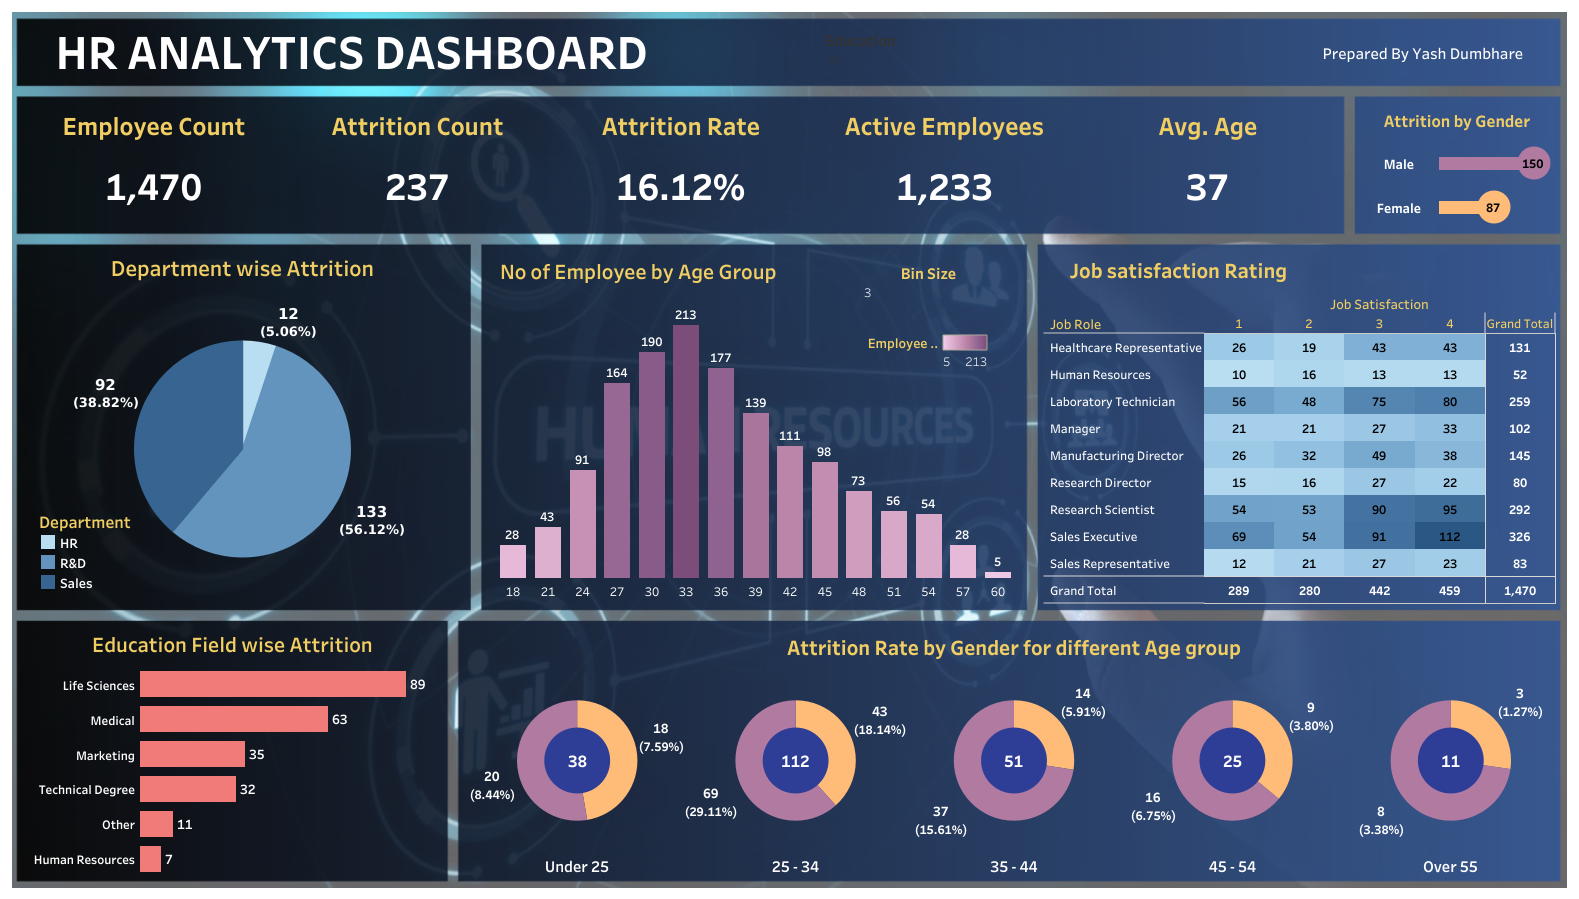 HR ANALYTICS DASHBOARD
Prepared By Yash Dumbhare
Employee Count
Attrition Count
Attrition Rate
Active Employees
Avg. Age
1,470
237
16.12%
1,233
37
Attrition by Gender
Male 150
Female 87
Department wise Attrition
12
(5.06%)
92
(38.82%)
133
(56.12%)
Department
HR
R&D
Sales
No of Employee by Age Group
Bin Size
3
Employee ..
5 213
28 43 91 164 190 213 177 139 111 98 73 56 54 28 5
HUMAN RESOURCES
18 21 24 27 30 33 36 39 42 45 48 51 54 57 60
Job satisfaction Rating
Job Satisfaction
Job Role 1 2 3 4 Grand Total
Healthcare Representative 26 19 43 43 131
Human Resources 10 16 13 13 52
Laboratory Technician 56 48 75 80 259
Manager 21 21 27 33 102
Manufacturing Director 26 32 49 38 145
Research Director 15 16 27 22 80
Research Scientist 54 53 90 95 292
Sales Executive 69 54 91 112 326
Sales Representative 12 21 27 23 83
Grand Total 289 280 442 459 1,470
Education Field wise Attrition
Life Sciences 89
Medical 63
Marketing 35
Technical Degree 32
Other 11
Human Resources 7
Attrition Rate by Gender for different Age group
18
(7.59%)
38
20
(8.44%)
Under 25
43
(18.14%)
112
69
(29.11%)
25 - 34
14
(5.91%)
51
37
(15.61%)
35 - 44
9
(3.80%)
25
16
(6.75%)
45 - 54
3
(1.27%)
11
8
(3.38%)
Over 55